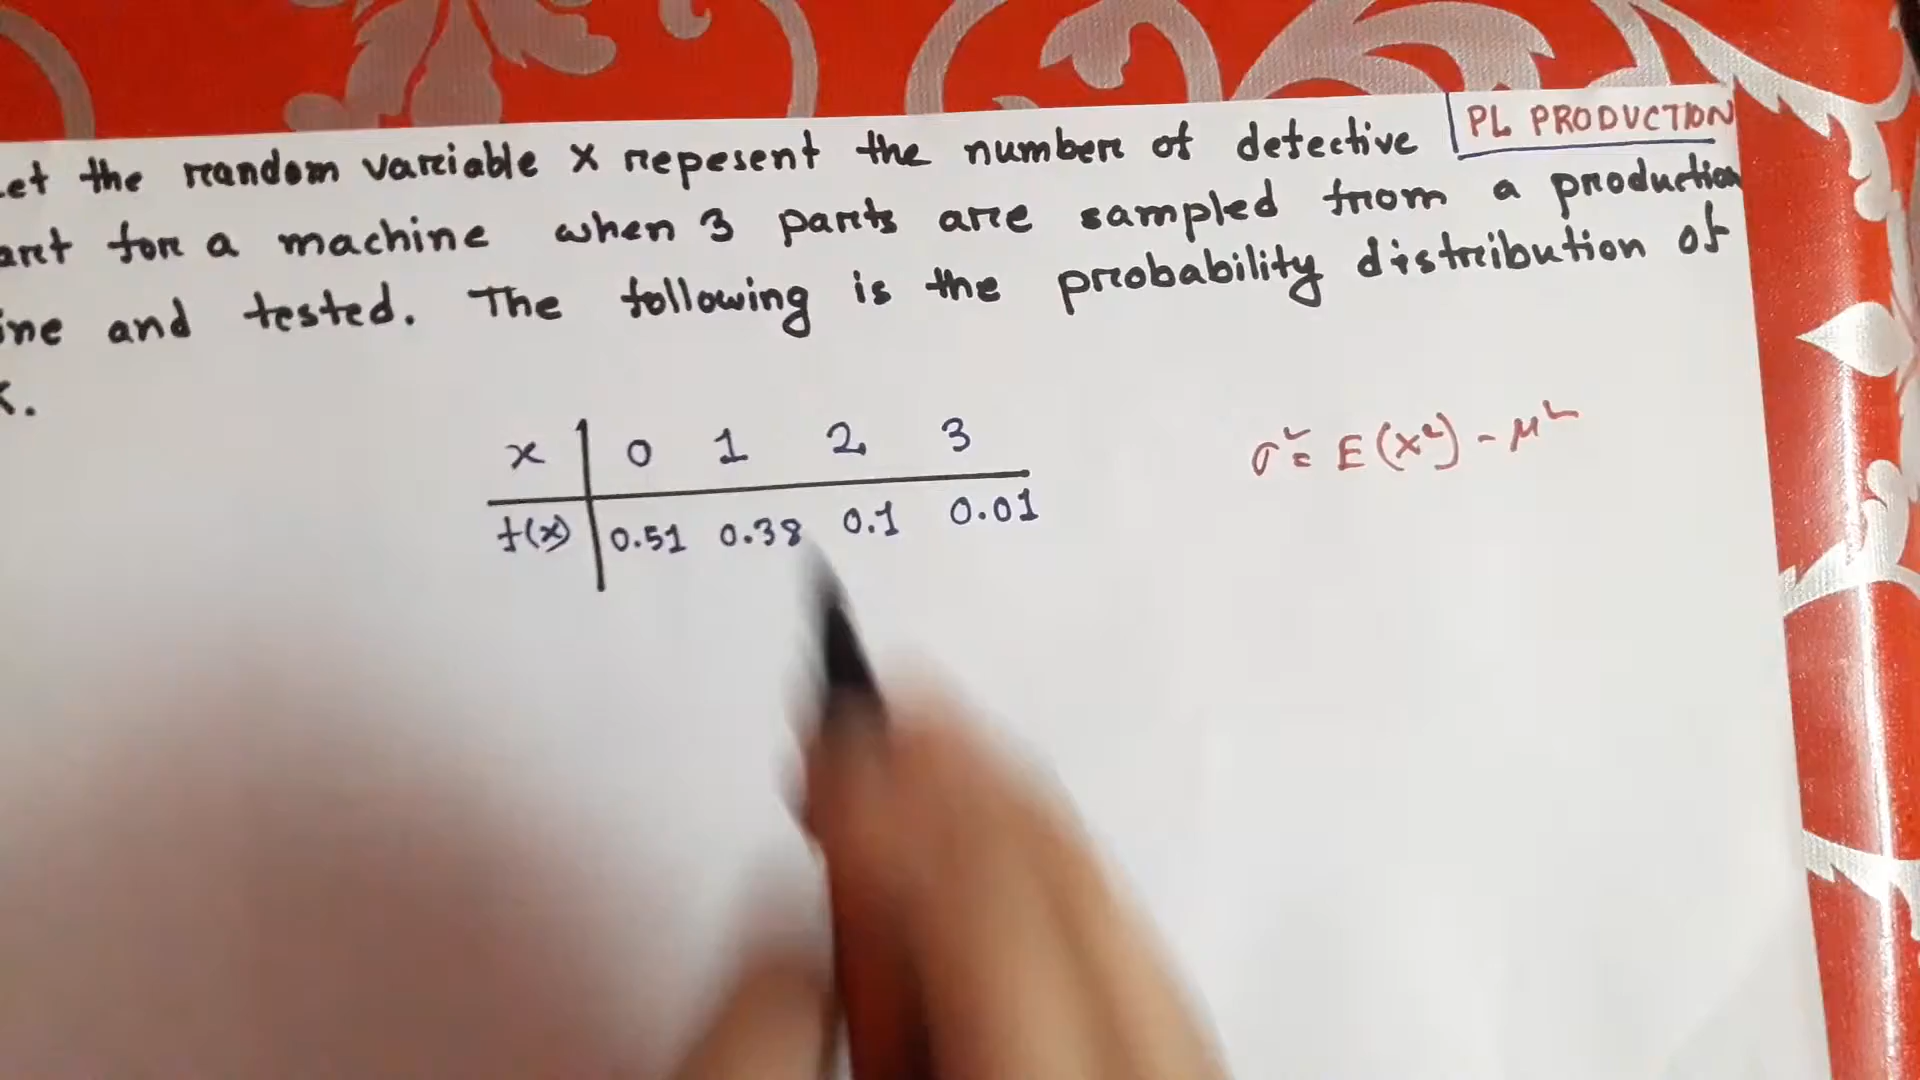 et the random variable X repesent the number of defective
PL PRODUCTION
art for a machine when 3 parts are sampled from a production
ine and tested. The following is the probability distribution of
x.
x 0 1 2 3
f(x) 0.51 0.38 0.1 0.01
σ² = E(X²) - μ²